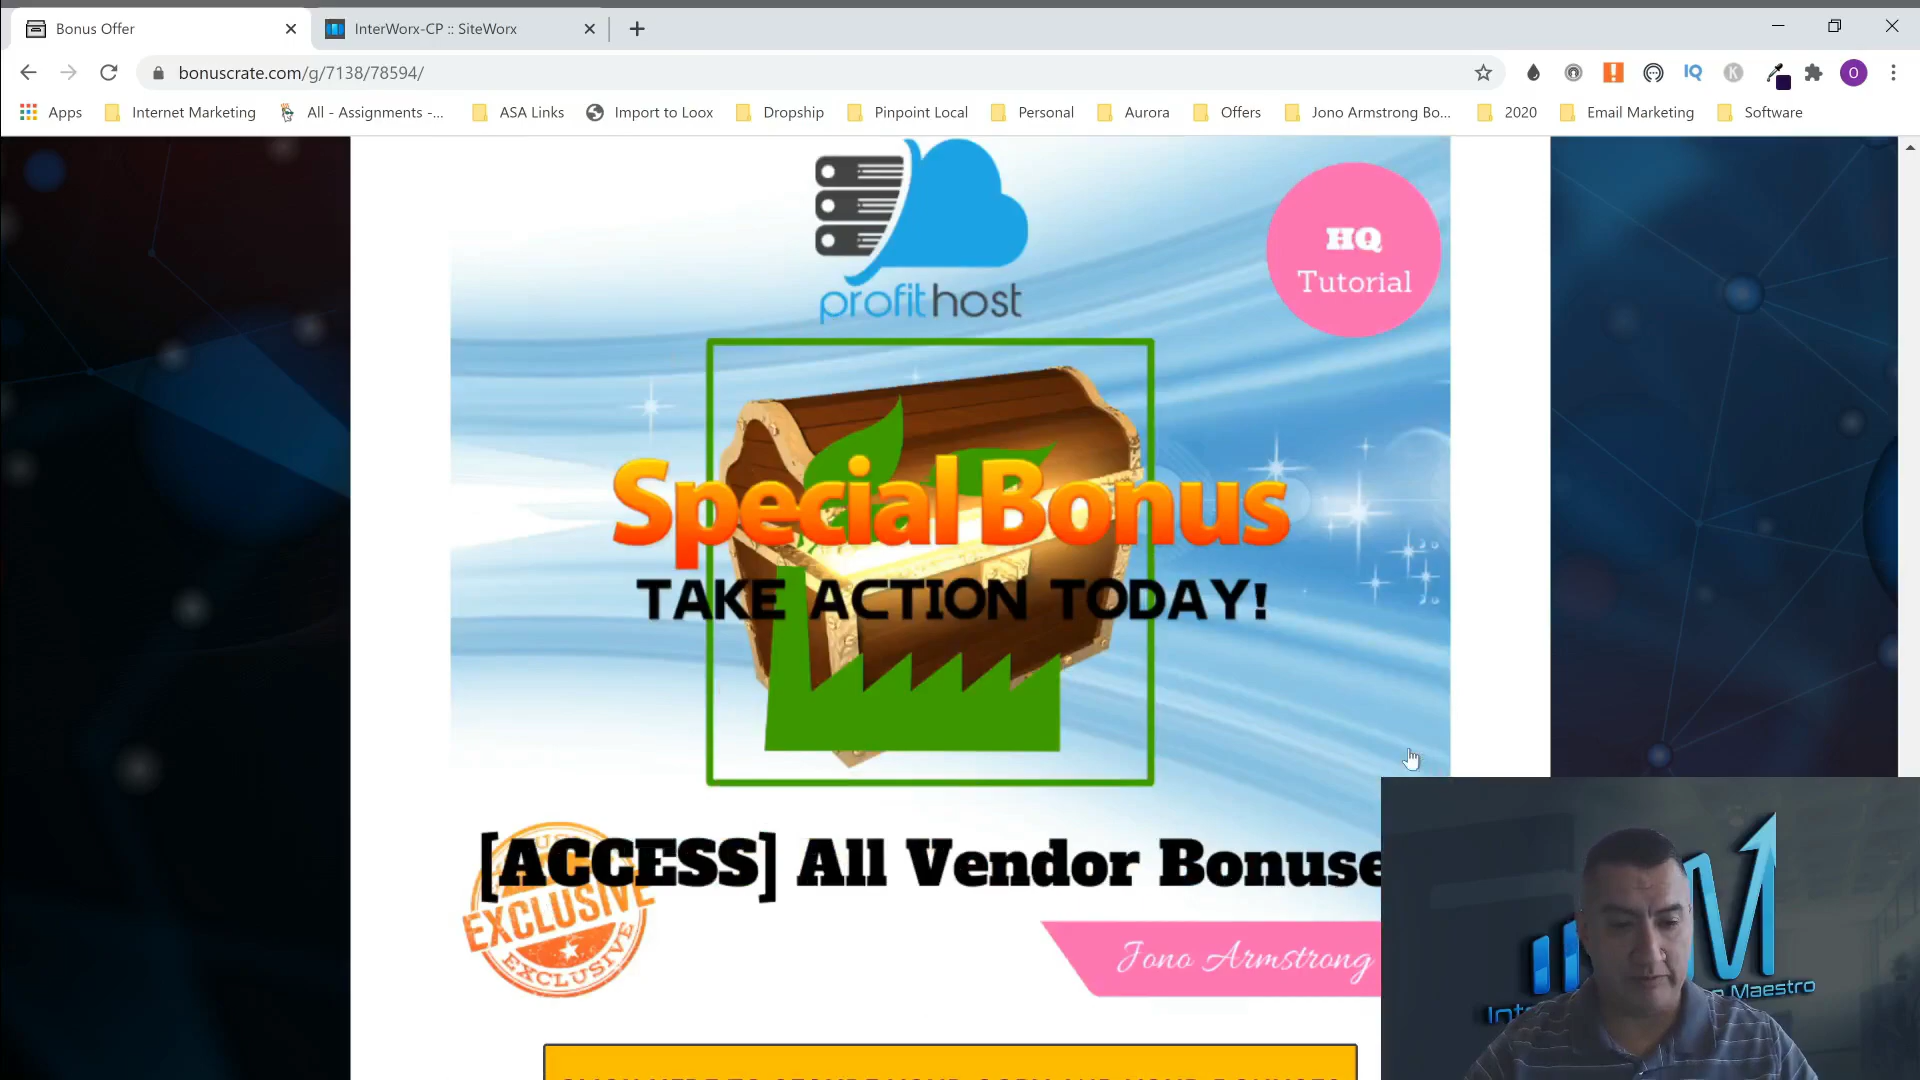 Bonus Offer
InterWorx-CP :: SiteWorx
bonuscrate.com/g/7138/78594/
IQ
K
O
Apps
Internet Marketing
All - Assignments -...
ASA Links
Import to Loox
Dropship
Pinpoint Local
Personal
Aurora
Offers
Jono Armstrong Bo...
2020
Email Marketing
Software
profithost
HQ
Tutorial
Special Bonus
TAKE ACTION TODAY!
[ACCESS] All Vendor Bonuse
EXCLUSIVE
EXCLUSIVE
Jono Armstrong
M
Maestro